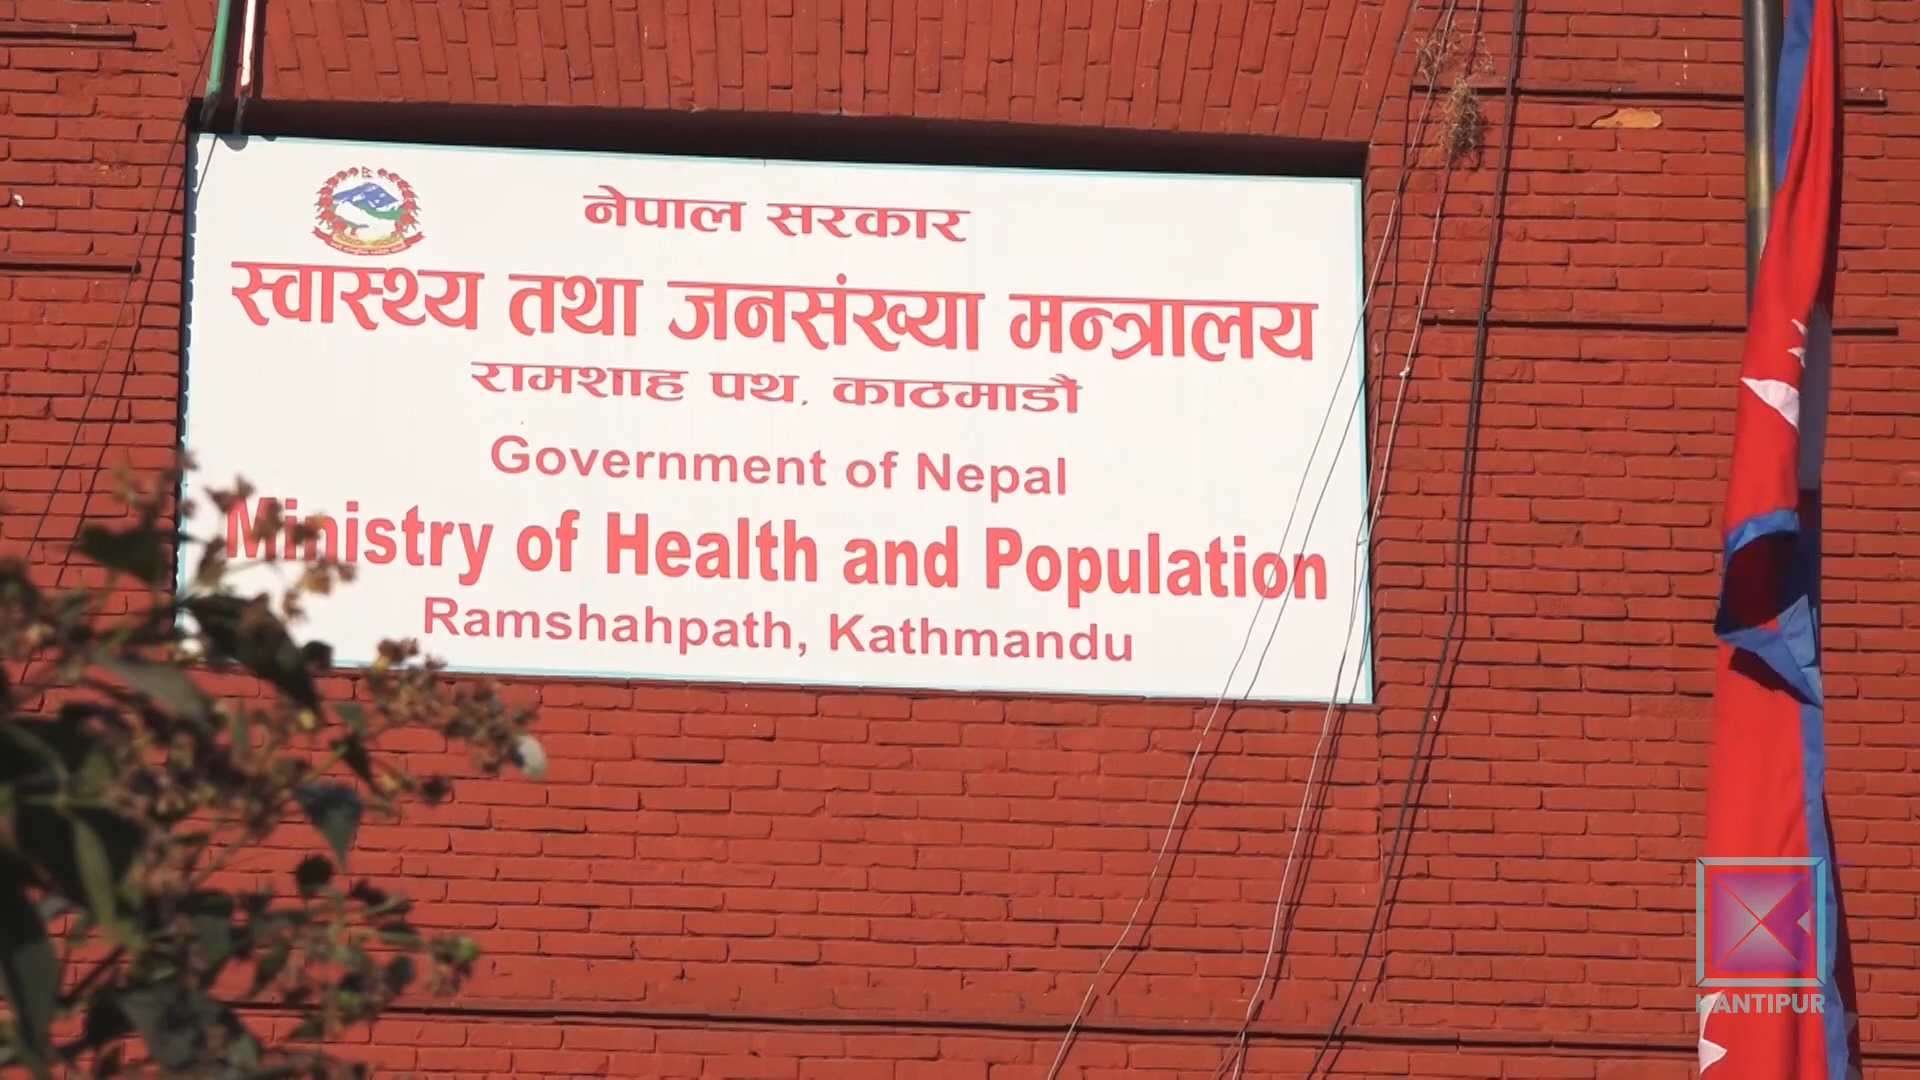 नेपाल सरकार
स्वास्थ्य तथा जनसंख्या मन्त्रालय
रामशाह पथ, काठमाडौं
Government of Nepal
Ministry of Health and Population
Ramshahpath, Kathmandu
KANTIPUR